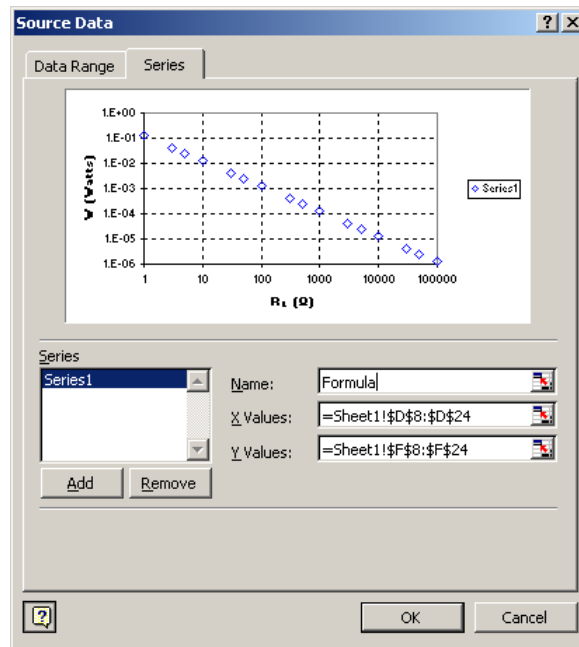 Source Data
Data Range Series
1.E+00
1.E-01
1.E-02
1.E-03
1.E-04
1.E-05
1.E-06
W (Watts)
1 10 100 1000 10000 100000
RL (Ω)
Series1
Series
Series1
Name: Formula
X Values: =Sheet1!$D$8:$D$24
Y Values: =Sheet1!$F$8:$F$24
Add Remove
OK Cancel